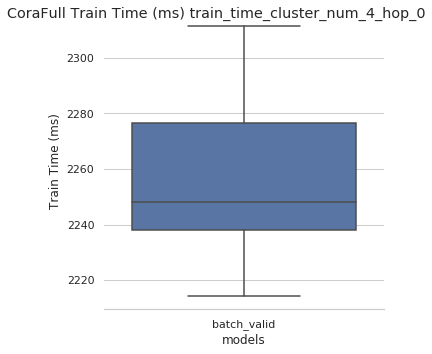 CoraFull Train Time (ms) train_time_cluster_num_4_hop_0
2300
2280
2260
2240
2220
Train Time (ms)
batch_valid
models